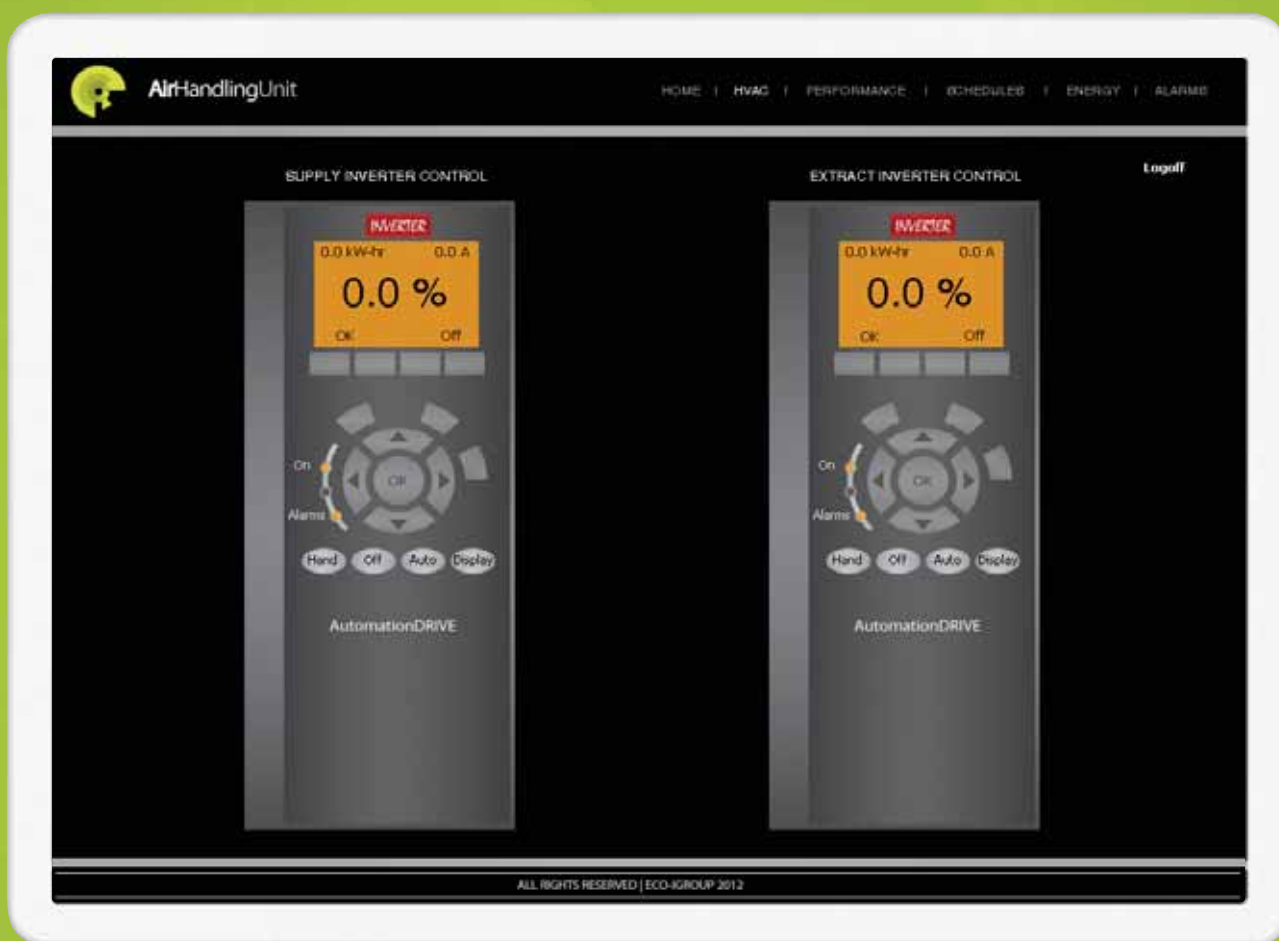 AirHandlingUnit
HOME | HVAC | PERFORMANCE | SCHEDULES | ENERGY | ALARMS
Logoff
SUPPLY INVERTER CONTROL
INVERTER
0.0 kW-hr 0.0 A
0.0 %
OK Off
OK
On
Alarms
Hand Off Auto Display
AutomationDRIVE
EXTRACT INVERTER CONTROL
INVERTER
0.0 kW-hr 0.0 A
0.0 %
OK Off
OK
On
Alarms
Hand Off Auto Display
AutomationDRIVE
ALL RIGHTS RESERVED | ECO-IGROUP 2012